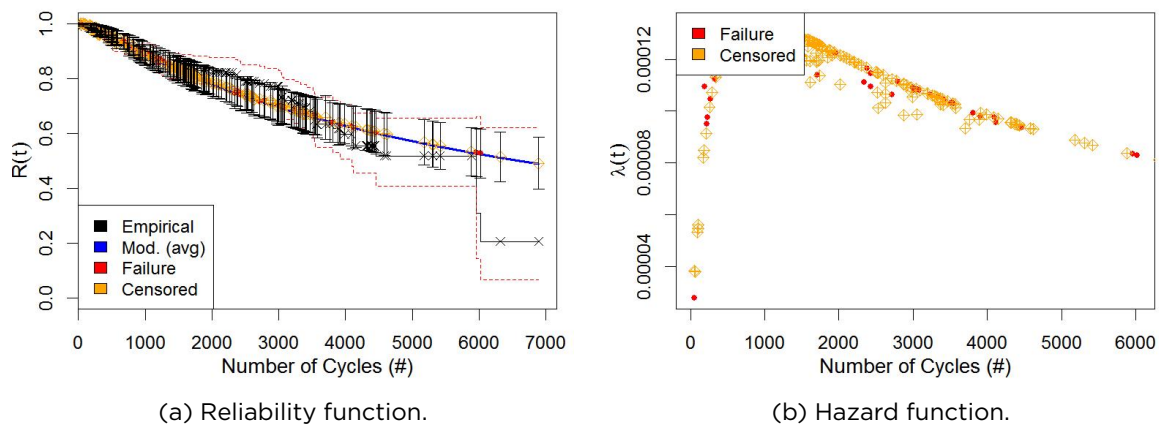 R(t)
1.0
0.8
0.6
0.4
0.2
0.0
Empirical
Mod. (avg)
Failure
Censored
0 1000 2000 3000 4000 5000 6000 7000
Number of Cycles (#)
(a) Reliability function.
λ(t)
0.00012
0.00008
0.00004
Failure
Censored
0 1000 2000 3000 4000 5000 6000
Number of Cycles (#)
(b) Hazard function.